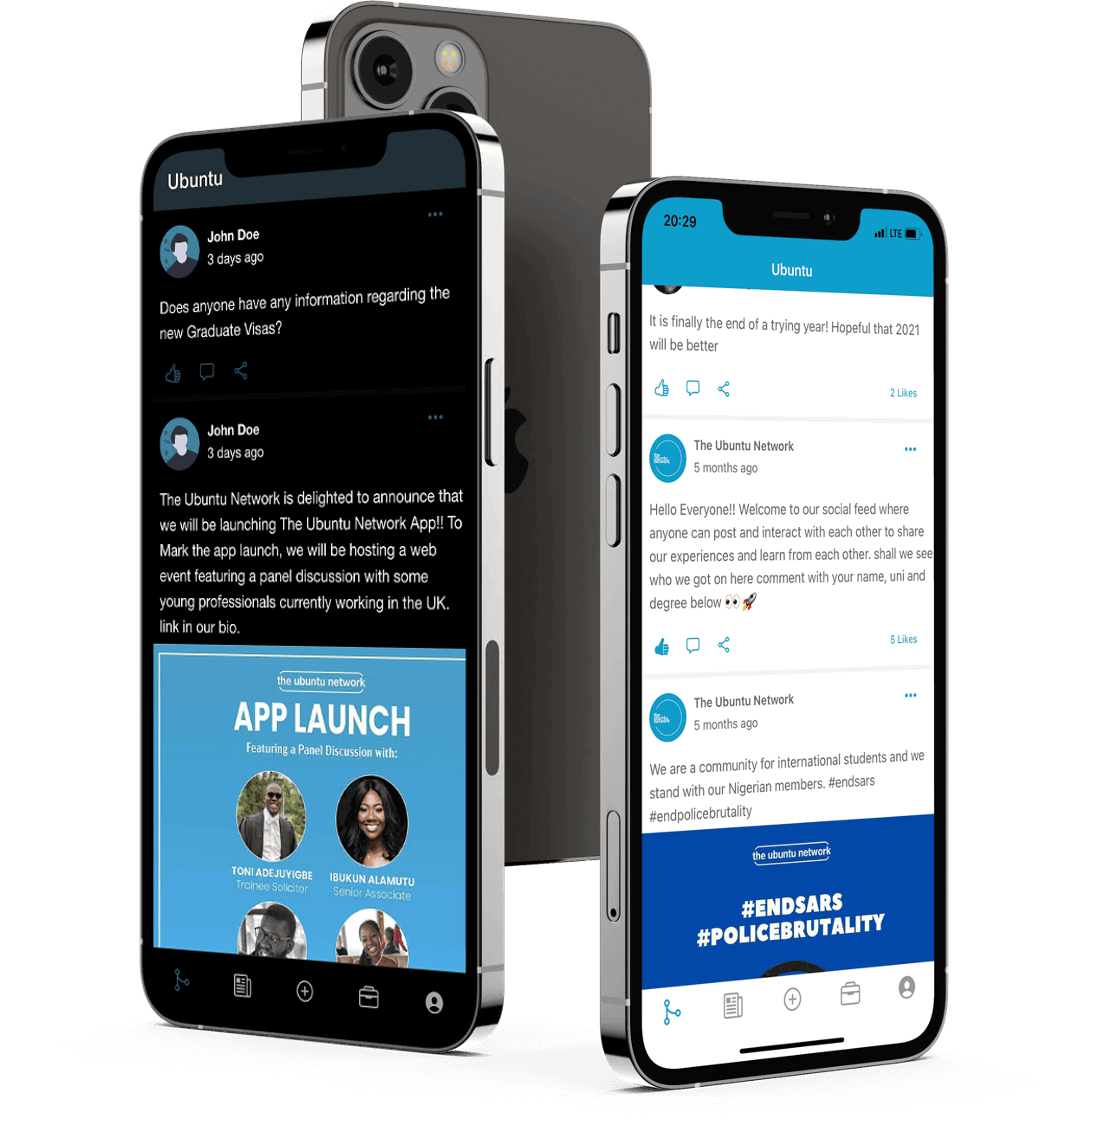 Ubuntu
John Doe
3 days ago
Does anyone have any information regarding the
new Graduate Visas?
John Doe
3 days ago
The Ubuntu Network is delighted to announce that
we will be launching The Ubuntu Network App!! To
Mark the app launch, we will be hosting a web
event featuring a panel discussion with some
young professionals currently working in the UK.
link in our bio.
the ubuntu network
APP LAUNCH
Featuring a Panel Discussion with:
TONI ADEJUYIGBE
Trainee Solicitor
IBUKUN ALAMUTU
Senior Associate
20:29
LTE
Ubuntu
It is finally the end of a trying year! Hopeful that 2021
will be better
2 Likes
The Ubuntu Network
5 months ago
Hello Everyone!! Welcome to our social feed where
anyone can post and interact with each other to share
our experiences and learn from each other. shall we see
who we got on here comment with your name, uni and
degree below 👀🚀
5 Likes
The Ubuntu Network
5 months ago
We are a community for international students and we
stand with our Nigerian members. #endsars
#endpolicebrutality
the ubuntu network
#ENDSARS
#POLICEBRUTALITY